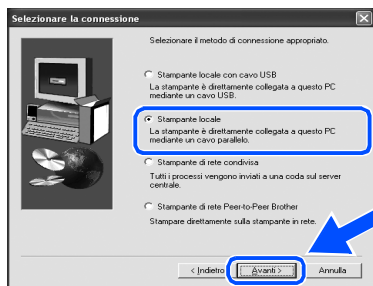 Selezionare la connessione
Selezionare il metodo di connessione appropriato.
Stampante locale con cavo USB
La stampante è direttamente collegata a questo PC
mediante un cavo USB.
Stampante locale
La stampante è direttamente collegata a questo PC
mediante un cavo parallelo.
Stampante di rete condivisa
Tutti i processi vengono inviati a una coda sul server
centrale.
Stampante di rete Peer-to-Peer Brother
Stampare direttamente sulla stampante in rete.
< Indietro Avanti > Annulla